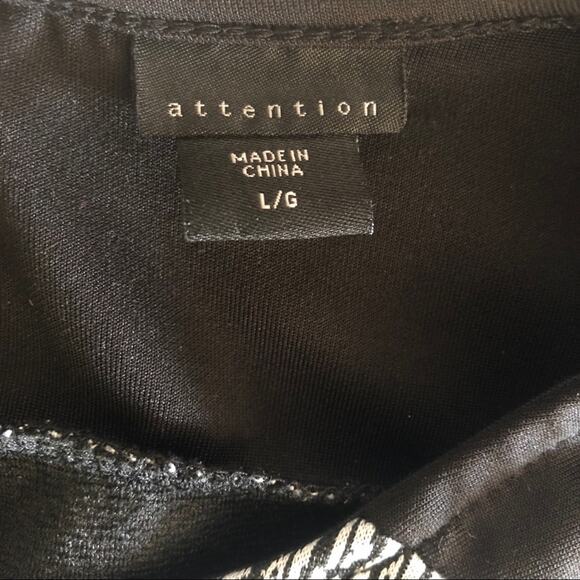 attention
MADE IN
CHINA
L/G